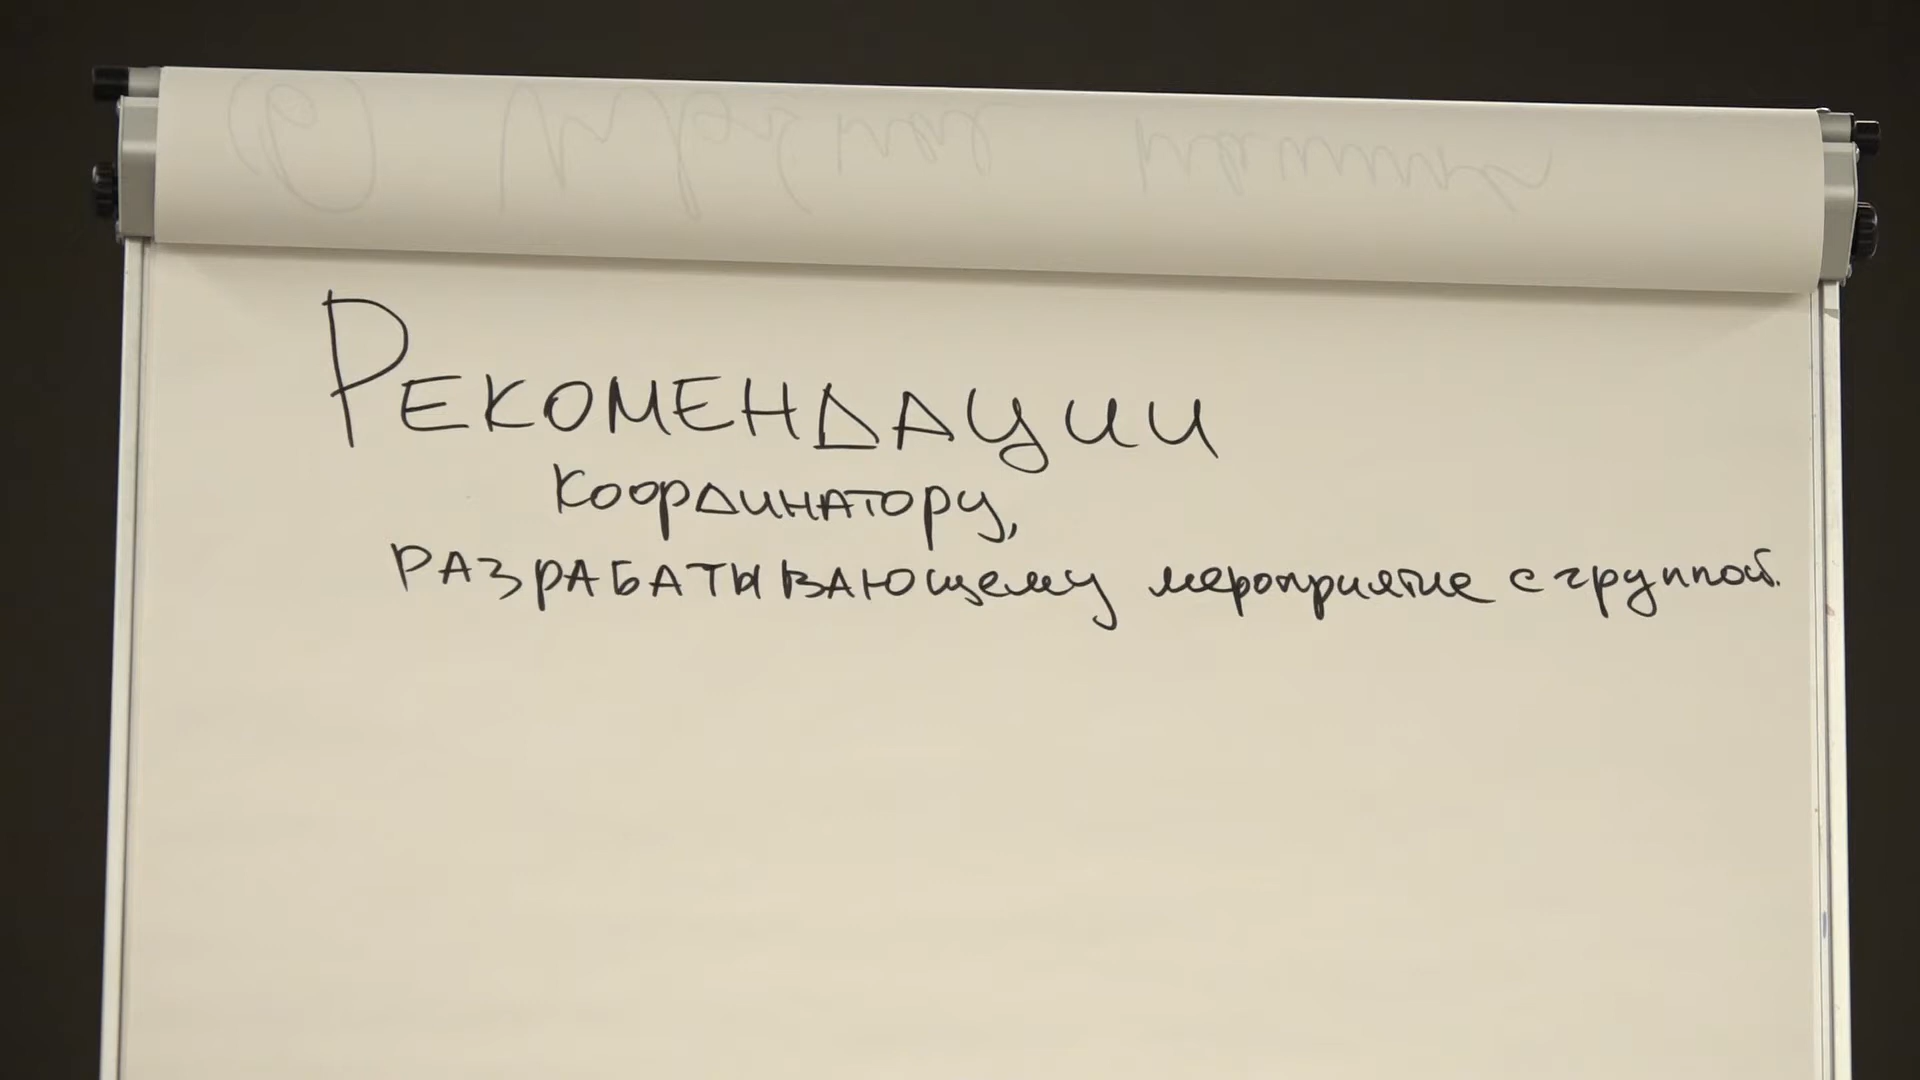 Рекомендации
координатору,
разрабатывающему мероприятие с группой.